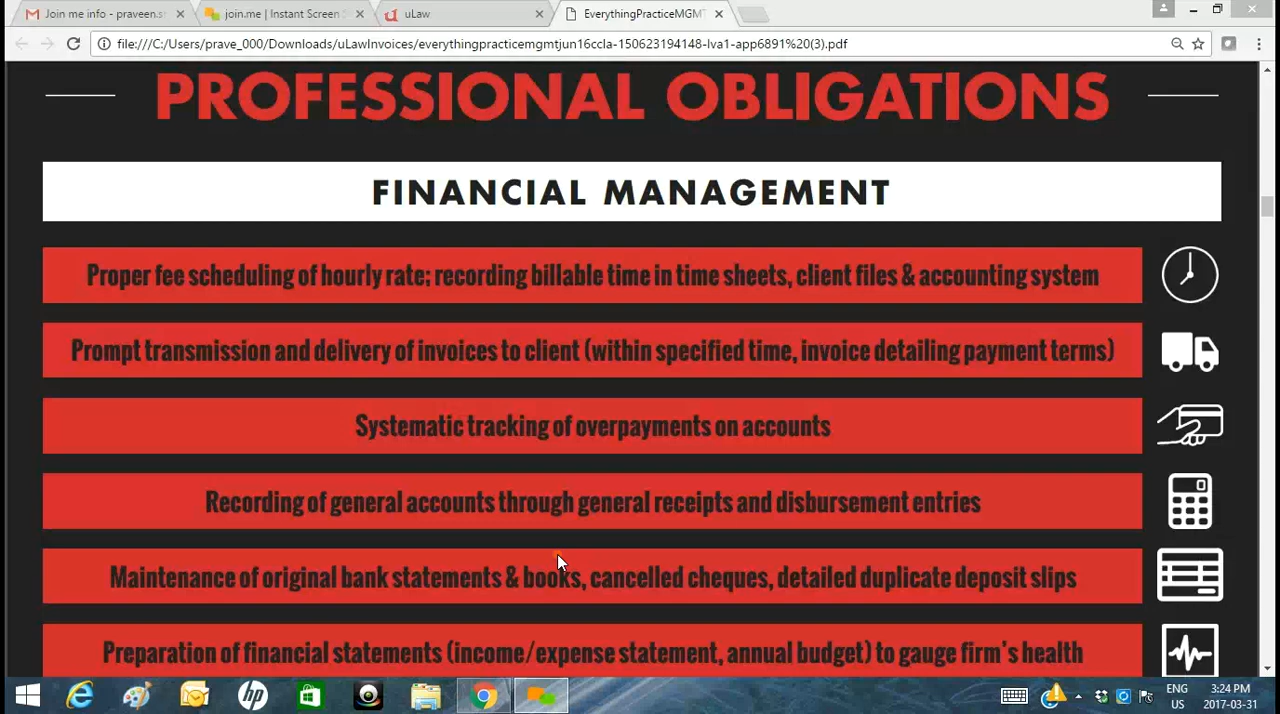 Join me info - praveen.s
join.me | Instant Screen S
uLaw
EverythingPracticeMGMT
file:///C:/Users/prave_000/Downloads/uLawInvoices/everythingpracticemgmtjun16ccla-150623194148-lva1-app6891%20(3).pdf
PROFESSIONAL OBLIGATIONS
FINANCIAL MANAGEMENT
Proper fee scheduling of hourly rate; recording billable time in time sheets, client files & accounting system
Prompt transmission and delivery of invoices to client (within specified time, invoice detailing payment terms)
Systematic tracking of overpayments on accounts
Recording of general accounts through general receipts and disbursement entries
Maintenance of original bank statements & books, cancelled cheques, detailed duplicate deposit slips
Preparation of financial statements (income/expense statement, annual budget) to gauge firm's health
ENG 3:24 PM
US 2017-03-31